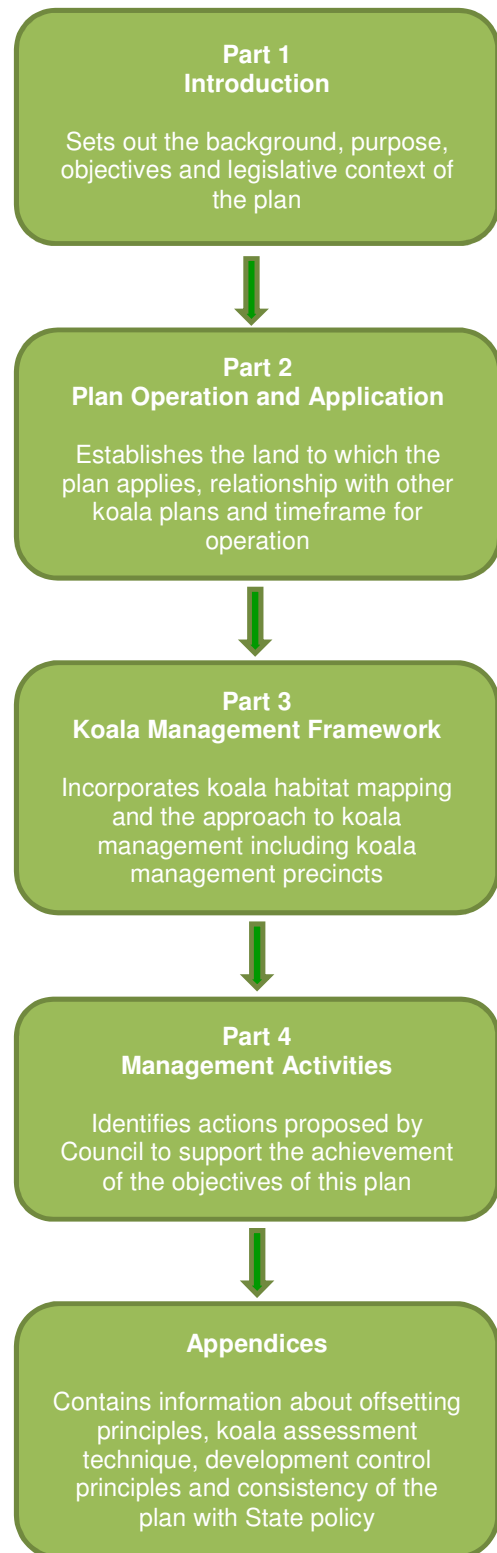 Part 1
Introduction
Sets out the background, purpose,
objectives and legislative context of
the plan
Part 2
Plan Operation and Application
Establishes the land to which the
plan applies, relationship with other
koala plans and timeframe for
operation
Part 3
Koala Management Framework
Incorporates koala habitat mapping
and the approach to koala
management including koala
management precincts
Part 4
Management Activities
Identifies actions proposed by
Council to support the achievement
of the objectives of this plan
Appendices
Contains information about offsetting
principles, koala assessment
technique, development control
principles and consistency of the
plan with State policy